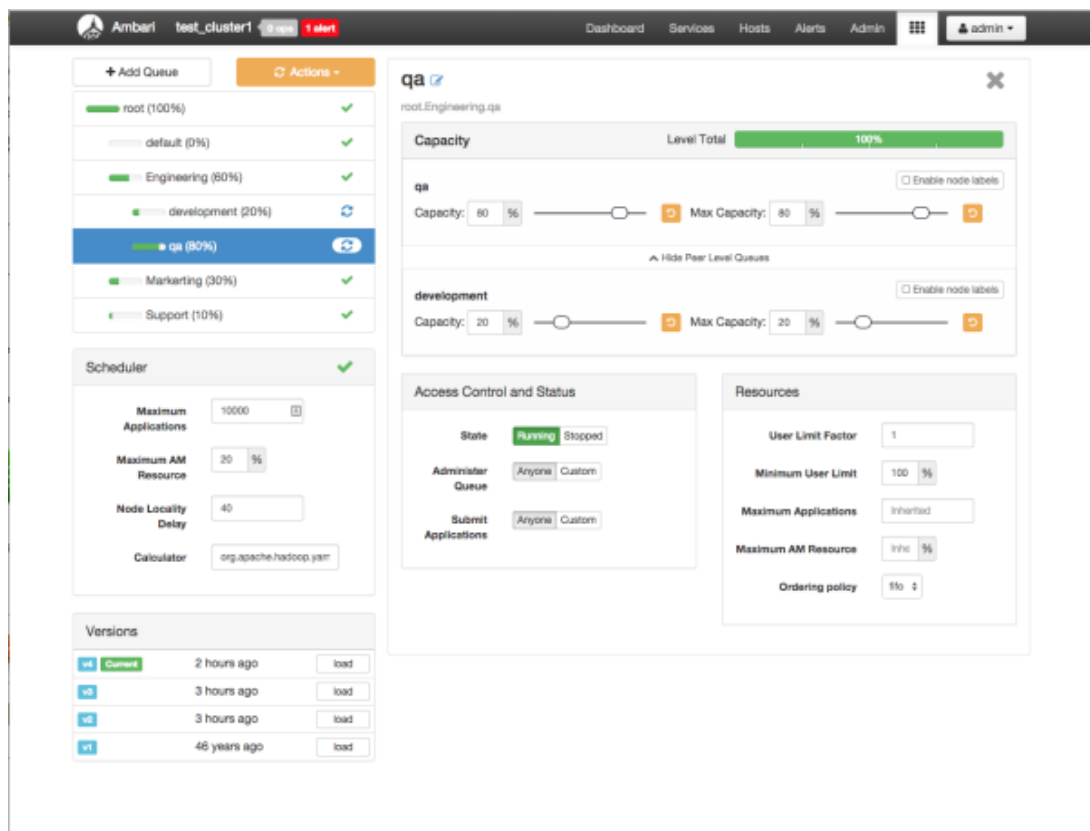 Ambari test_cluster1 0 ops 1 alert Dashboard Services Hosts Alerts Admin admin
+ Add Queue Actions
root (100%)
default (0%)
Engineering (60%)
development (20%)
qa (80%)
Markerting (30%)
Support (10%)
Scheduler
Maximum Applications 10000
Maximum AM Resource 20 %
Node Locality Delay 40
Calculator org.apache.hadoop.yarn
Versions
v4 Current 2 hours ago load
v3 3 hours ago load
v2 3 hours ago load
v1 46 years ago load
qa
root.Engineering.qa
Capacity Level Total 100%
qa Enable node labels
Capacity: 80 % Max Capacity: 80 %
Hide Peer Level Queues
development Enable node labels
Capacity: 20 % Max Capacity: 20 %
Access Control and Status
State Running Stopped
Administer Queue Anyone Custom
Submit Applications Anyone Custom
Resources
User Limit Factor 1
Minimum User Limit 100 %
Maximum Applications Inherited
Maximum AM Resource Inhe %
Ordering policy fifo